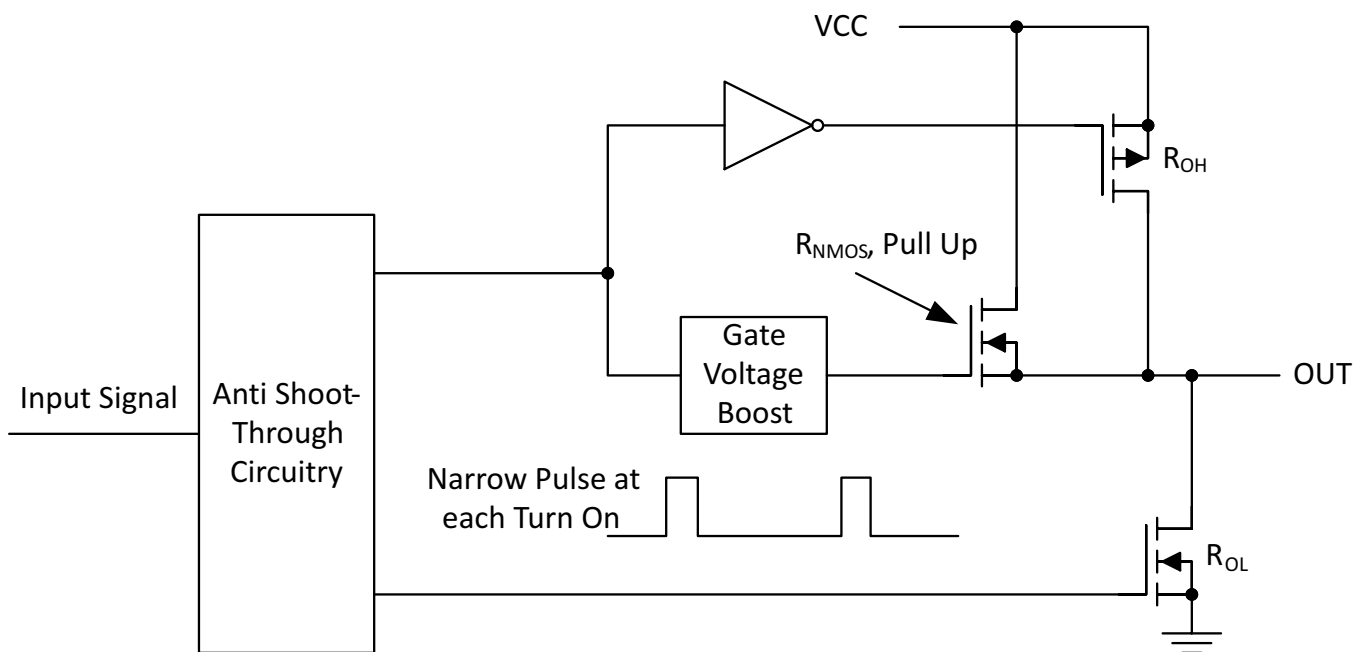 VCC
R_OH
R_NMOS, Pull Up
Gate
Voltage
Boost
OUT
Input Signal
Anti Shoot-
Through
Circuitry
Narrow Pulse at
each Turn On
R_OL